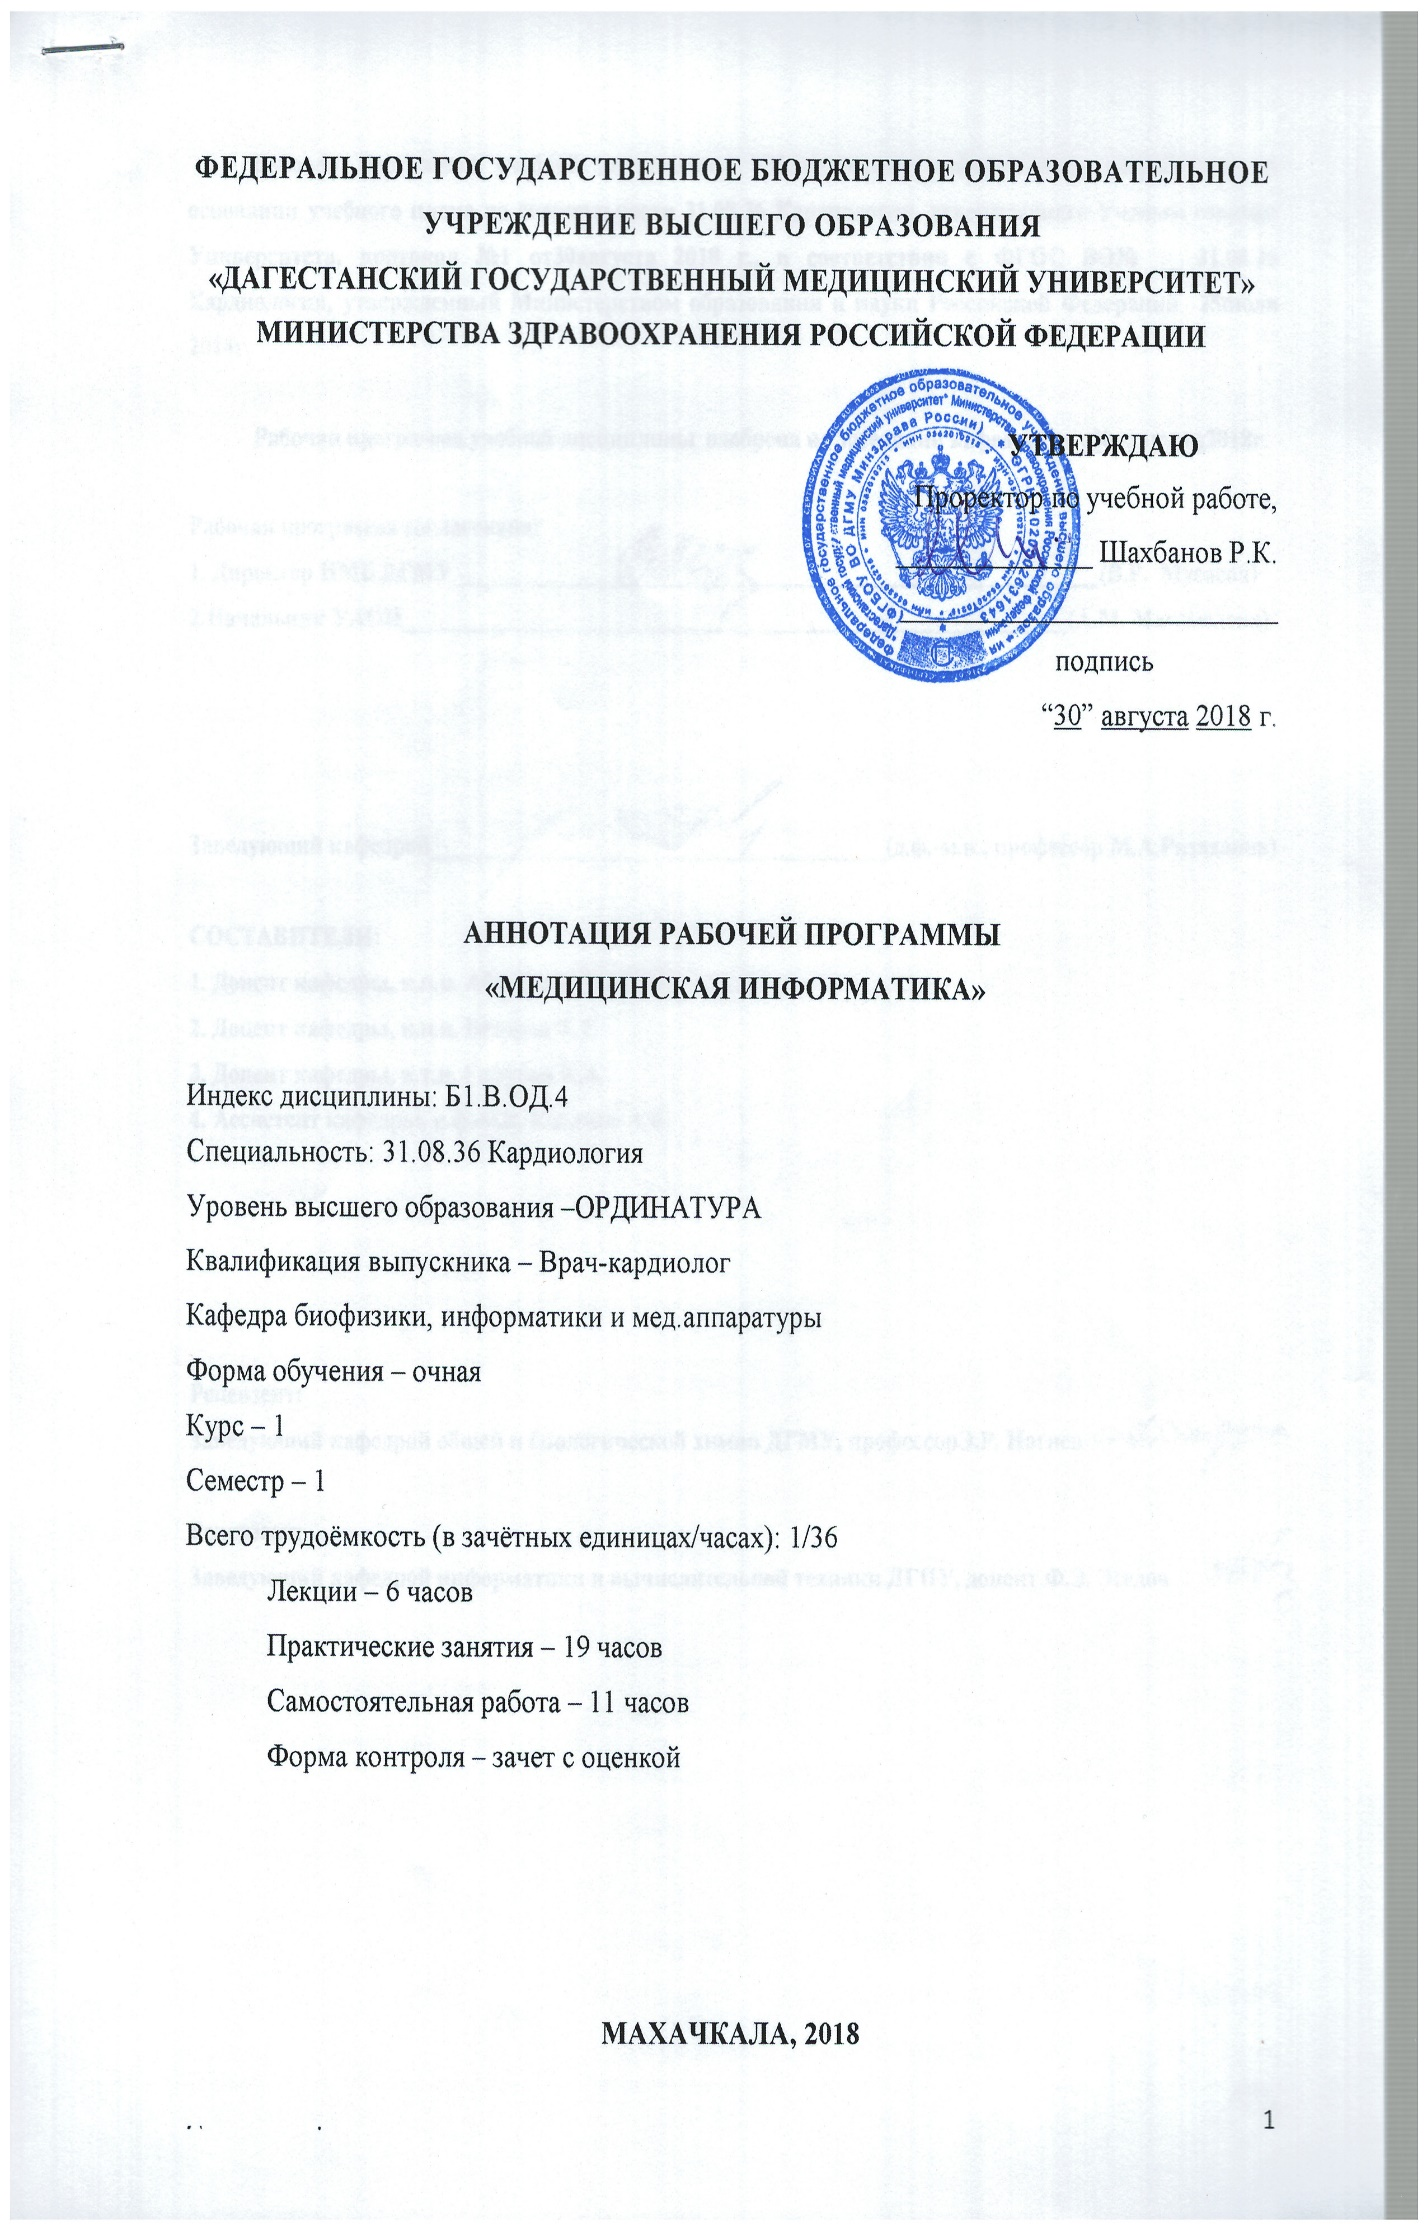 ФЕДЕРАЛЬНОЕ ГОСУДАРСТВЕННОЕ БЮДЖЕТНОЕ ОБРАЗОВАТЕЛЬНОЕ
УЧРЕЖДЕНИЕ ВЫСШЕГО ОБРАЗОВАНИЯ
«ДАГЕСТАНСКИЙ ГОСУДАРСТВЕННЫЙ МЕДИЦИНСКИЙ УНИВЕРСИТЕТ»
МИНИСТЕРСТВА ЗДРАВООХРАНЕНИЯ РОССИЙСКОЙ ФЕДЕРАЦИИ
УТВЕРЖДАЮ
Проректор по учебной работе,
Шахбанов Р.К.
подпись
“30” августа 2018 г.
АННОТАЦИЯ РАБОЧЕЙ ПРОГРАММЫ
«МЕДИЦИНСКАЯ ИНФОРМАТИКА»
Индекс дисциплины: Б1.В.ОД.4
Специальность: 31.08.36 Кардиология
Уровень высшего образования –ОРДИНАТУРА
Квалификация выпускника – Врач-кардиолог
Кафедра биофизики, информатики и мед.аппаратуры
Форма обучения – очная
Курс – 1
Семестр – 1
Всего трудоёмкость (в зачётных единицах/часах): 1/36
Лекции – 6 часов
Практические занятия – 19 часов
Самостоятельная работа – 11 часов
Форма контроля – зачет с оценкой
МАХАЧКАЛА, 2018
1